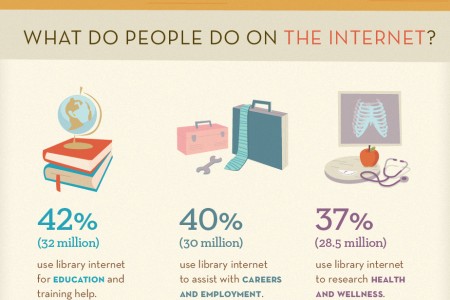 WHAT DO PEOPLE DO ON THE INTERNET?
42% 40% 37%
(32 million) (30 million) (28.5 million)
use library internet
for EDUCATION and
training help.
use library internet
to assist with CAREERS
AND EMPLOYMENT.
use library internet
to research HEALTH
AND WELLNESS.